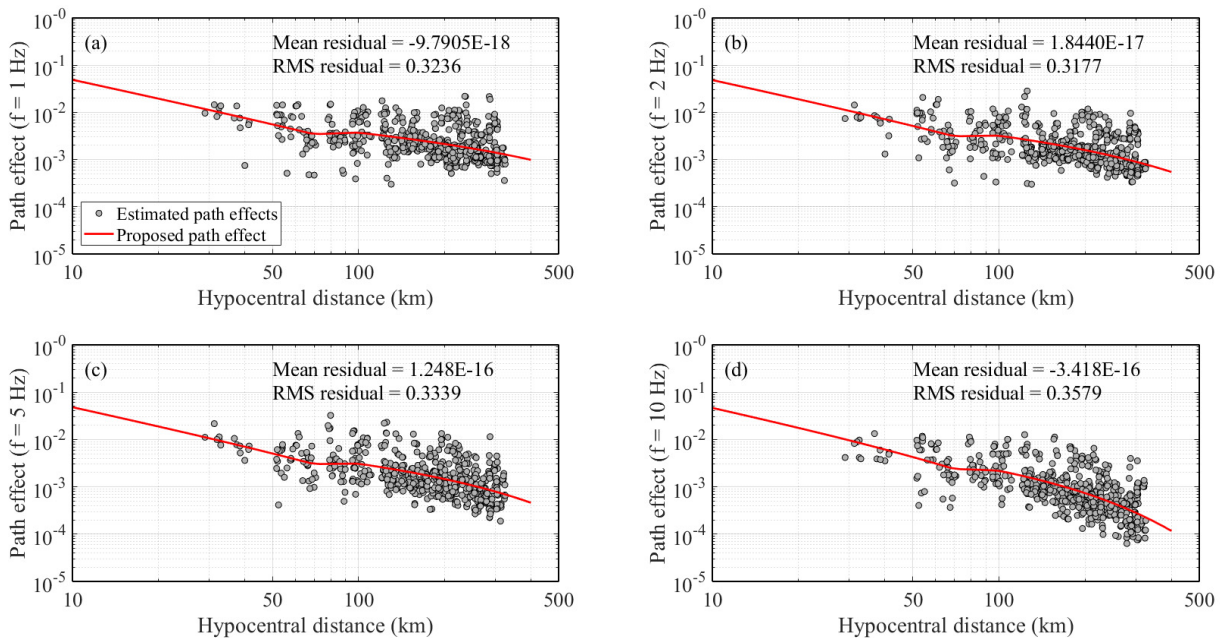 10^-0
10^-1
10^-2
10^-3
10^-4
10^-5
Path effect (f = 1 Hz)
(a)
Mean residual = -9.7905E-18
RMS residual = 0.3236
Estimated path effects
Proposed path effect
10 50 100 500
Hypocentral distance (km)
10^-0
10^-1
10^-2
10^-3
10^-4
10^-5
Path effect (f = 2 Hz)
(b)
Mean residual = 1.8440E-17
RMS residual = 0.3177
10 50 100 500
Hypocentral distance (km)
10^-0
10^-1
10^-2
10^-3
10^-4
10^-5
Path effect (f = 5 Hz)
(c)
Mean residual = 1.248E-16
RMS residual = 0.3339
10 50 100 500
Hypocentral distance (km)
10^-0
10^-1
10^-2
10^-3
10^-4
10^-5
Path effect (f = 10 Hz)
(d)
Mean residual = -3.418E-16
RMS residual = 0.3579
10 50 100 500
Hypocentral distance (km)